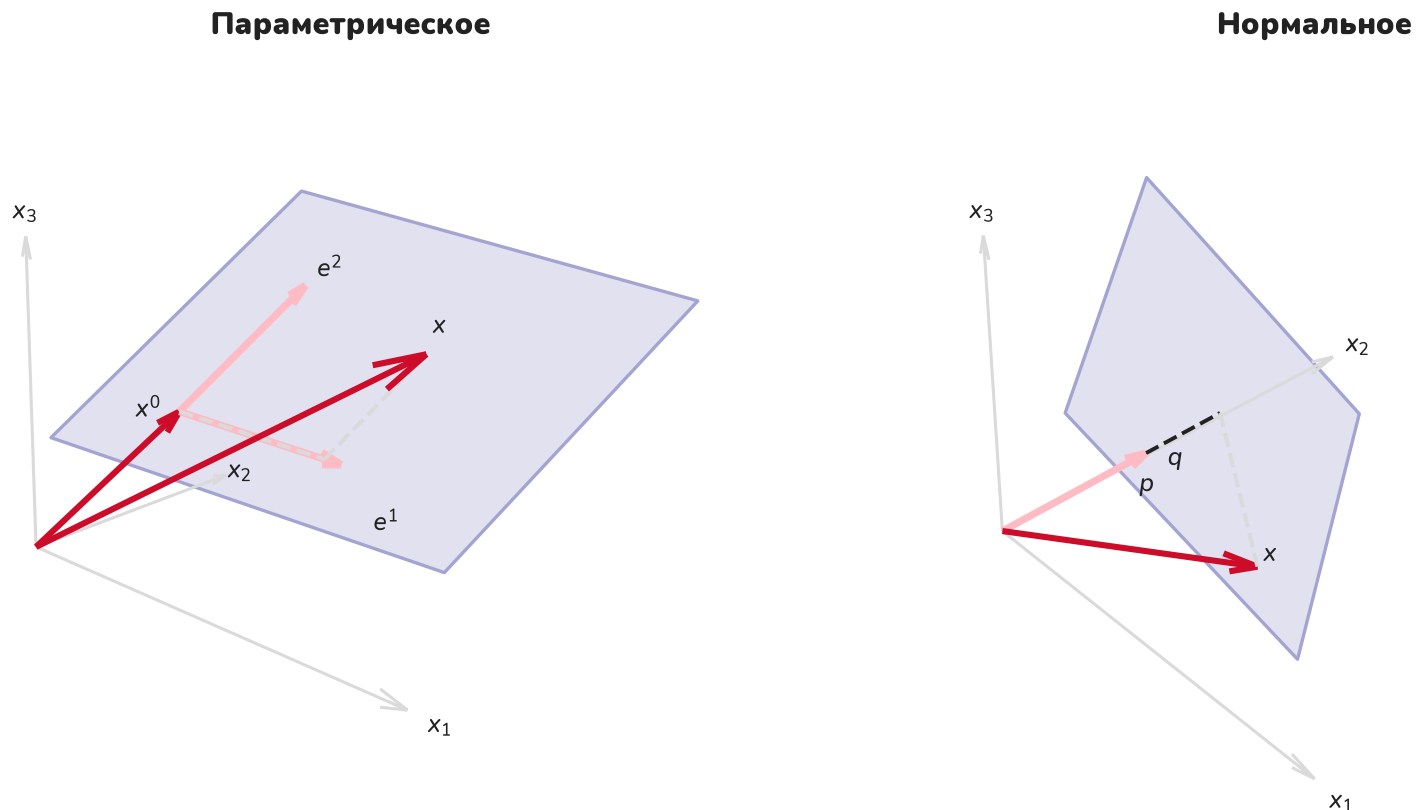 Параметрическое
Нормальное
x₃
e²
x
x⁰
x₂
e¹
x₁
x₃
x₂
q
p
x
x₁